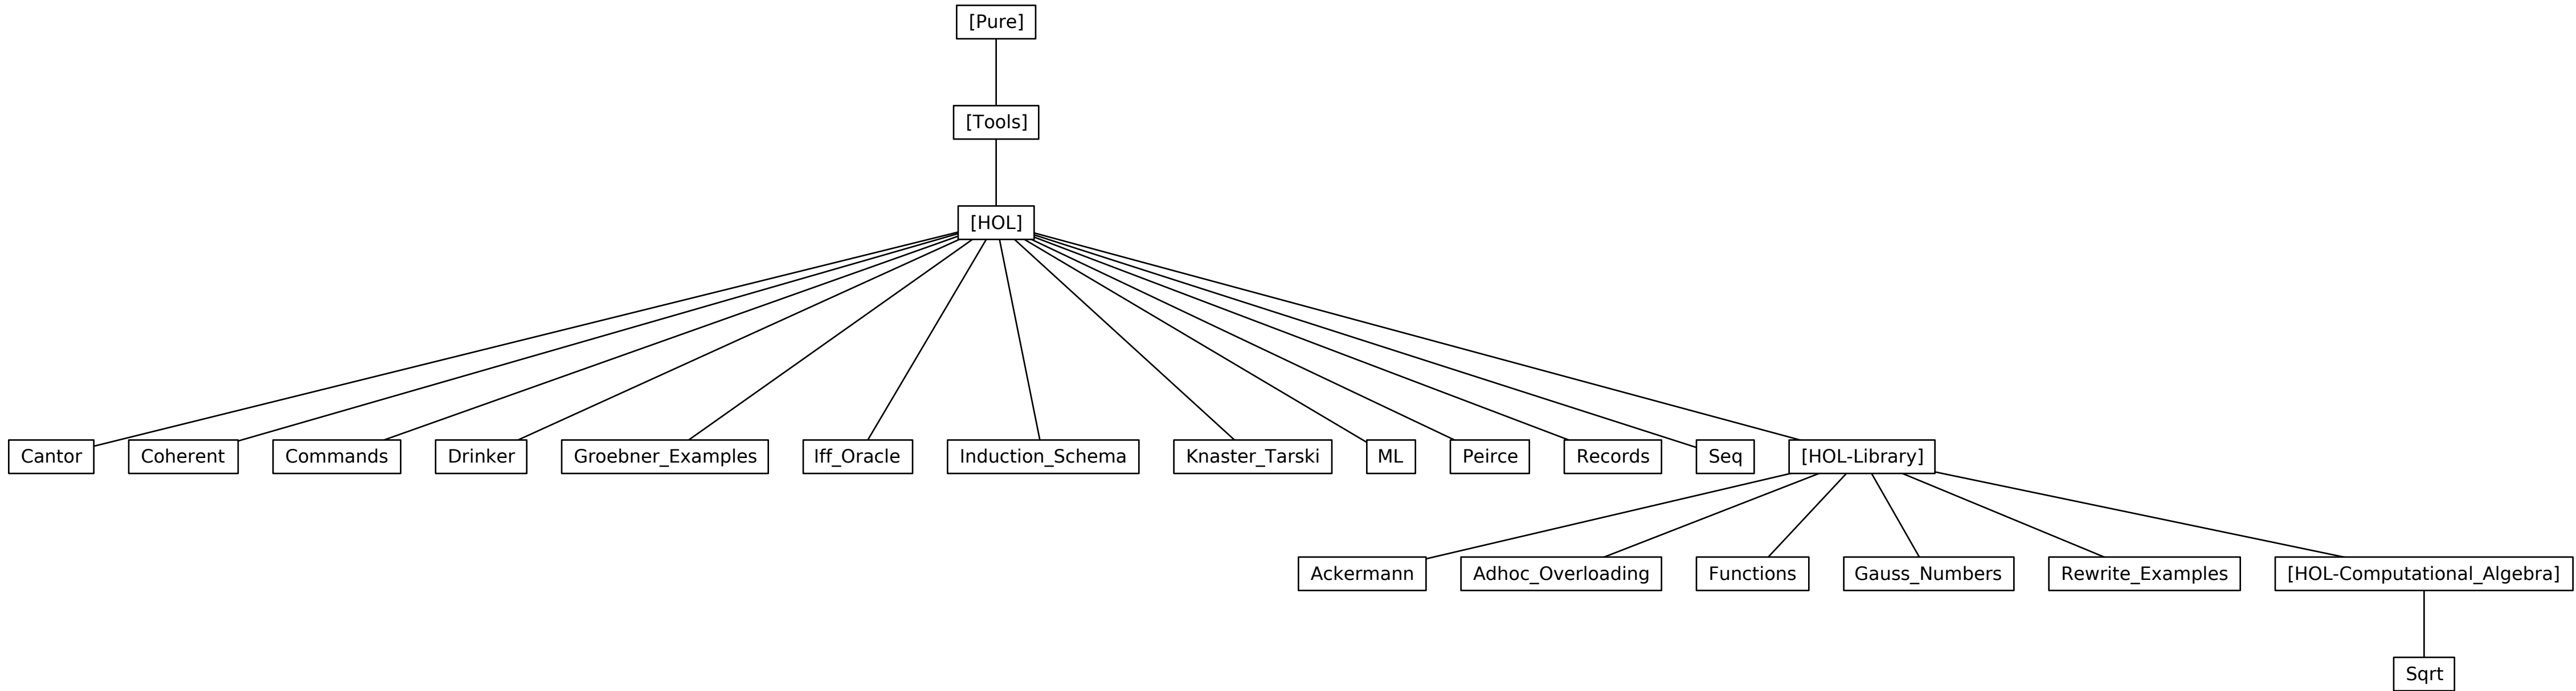 [Pure]
[Tools]
[HOL]
Cantor
Coherent
Commands
Drinker
Groebner_Examples
Iff_Oracle
Induction_Schema
Knaster_Tarski
ML
Peirce
Records
Seq
[HOL-Library]
Ackermann
Adhoc_Overloading
Functions
Gauss_Numbers
Rewrite_Examples
[HOL-Computational_Algebra]
Sqrt